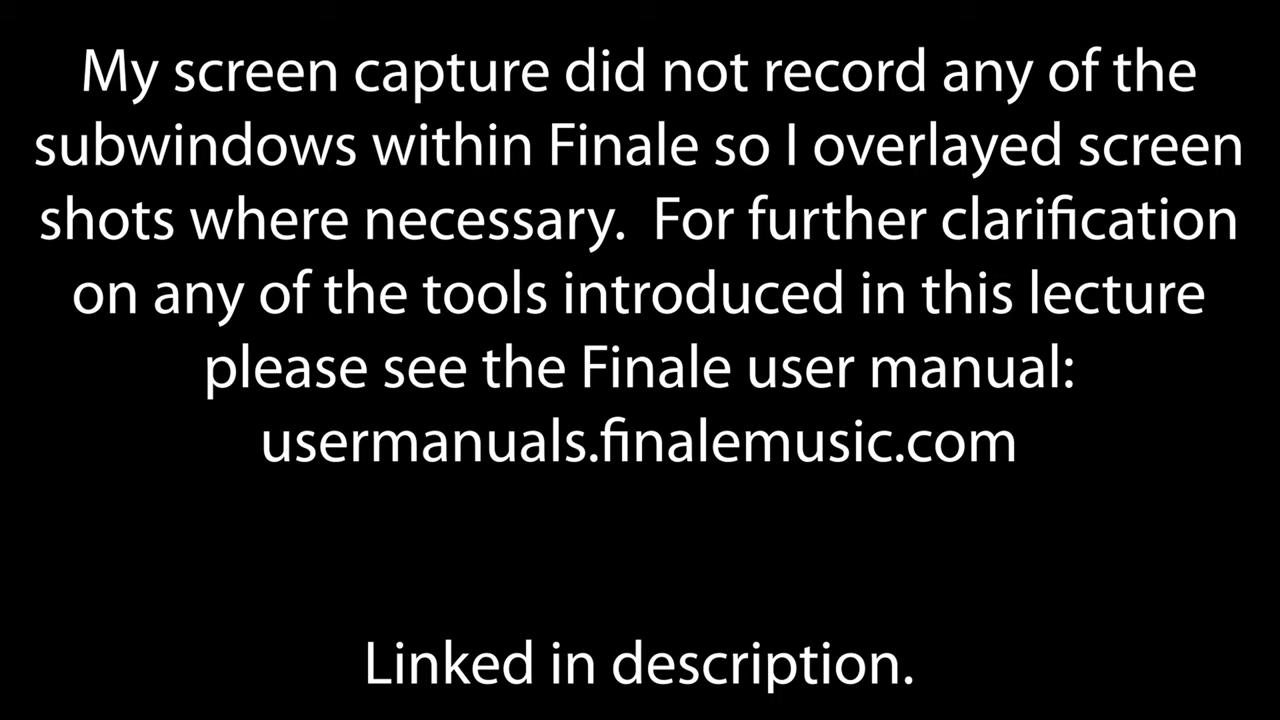 My screen capture did not record any of the
subwindows within Finale so I overlayed screen
shots where necessary.  For further clarification
on any of the tools introduced in this lecture
please see the Finale user manual:
usermanuals.finalemusic.com
Linked in description.